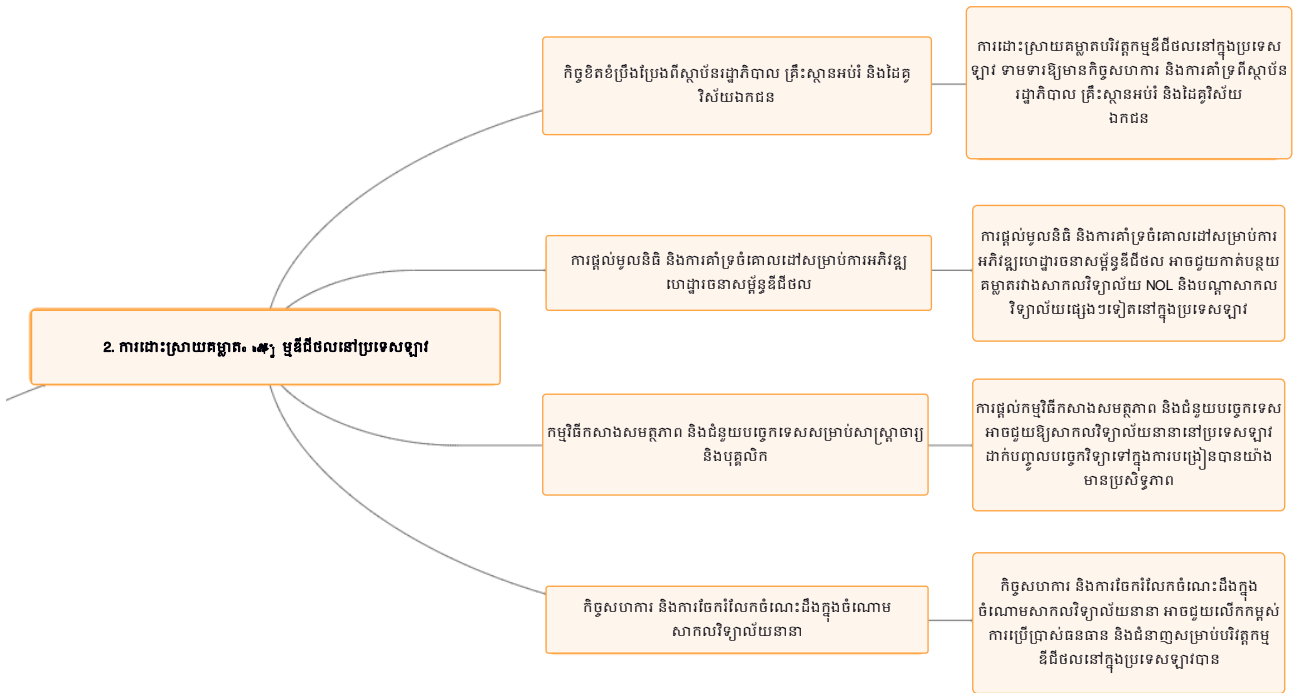 កិច្ចខិតខំប្រឹងប្រែងពីស្ថាប័នរដ្ឋាភិបាល គ្រឹះស្ថានអប់រំ និងដៃគូ
វិស័យឯកជន
ការដោះស្រាយគម្លាតបរិវត្តកម្មឌីជីថលនៅក្នុងប្រទេស
ឡាវ ទាមទារឱ្យមានកិច្ចសហការ និងការគាំទ្រពីស្ថាប័ន
រដ្ឋាភិបាល គ្រឹះស្ថានអប់រំ និងដៃគូវិស័យ
ឯកជន
ការផ្តល់មូលនិធិ និងការគាំទ្រចំគោលដៅសម្រាប់ការអភិវឌ្ឍ
ហេដ្ឋារចនាសម្ព័ន្ធឌីជីថល
ការផ្តល់មូលនិធិ និងការគាំទ្រចំគោលដៅសម្រាប់ការ
អភិវឌ្ឍហេដ្ឋារចនាសម្ព័ន្ធឌីជីថល អាចជួយកាត់បន្ថយ
គម្លាតរវាងសាកលវិទ្យាល័យ NOL និងបណ្តាសាកល
វិទ្យាល័យផ្សេងៗទៀតនៅក្នុងប្រទេសឡាវ
2. ការដោះស្រាយគម្លាត ម្មឌីជីថលនៅប្រទេសឡាវ
កម្មវិធីកសាងសមត្ថភាព និងជំនួយបច្ចេកទេសសម្រាប់សាស្ត្រាចារ្យ
និងបុគ្គលិក
ការផ្តល់កម្មវិធីកសាងសមត្ថភាព និងជំនួយបច្ចេកទេស
អាចជួយឱ្យសាកលវិទ្យាល័យនានានៅប្រទេសឡាវ
ដាក់បញ្ចូលបច្ចេកវិទ្យាទៅក្នុងការបង្រៀនបានយ៉ាង
មានប្រសិទ្ធភាព
កិច្ចសហការ និងការចែករំលែកចំណេះដឹងក្នុងចំណោម
សាកលវិទ្យាល័យនានា
កិច្ចសហការ និងការចែករំលែកចំណេះដឹងក្នុង
ចំណោមសាកលវិទ្យាល័យនានា អាចជួយលើកកម្ពស់
ការប្រើប្រាស់ធនធាន និងជំនាញសម្រាប់បរិវត្តកម្ម
ឌីជីថលនៅក្នុងប្រទេសឡាវបាន